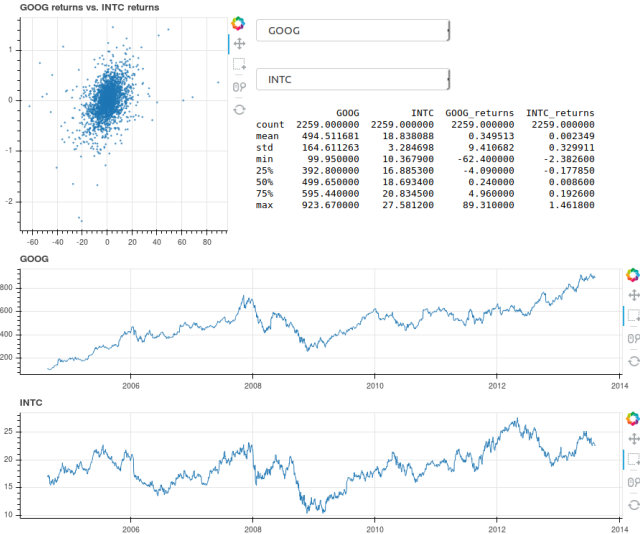 GOOG returns vs. INTC returns
1
0
-1
-2
-60 -40 -20 0 20 40 60 80
GOOG
INTC
GOOG INTC GOOG_returns INTC_returns
count 2259.000000 2259.000000 2259.000000 2259.000000
mean 494.511681 18.838088 0.349513 0.002349
std 164.611263 3.284698 9.410682 0.329911
min 99.950000 10.367900 -62.400000 -2.382600
25% 392.800000 16.885300 -4.090000 -0.177850
50% 499.650000 18.693400 0.240000 0.008600
75% 595.440000 20.834500 4.960000 0.192600
max 923.670000 27.581200 89.310000 1.461800
GOOG
800
600
400
200
2006 2008 2010 2012 2014
INTC
25
20
15
10
2006 2008 2010 2012 2014